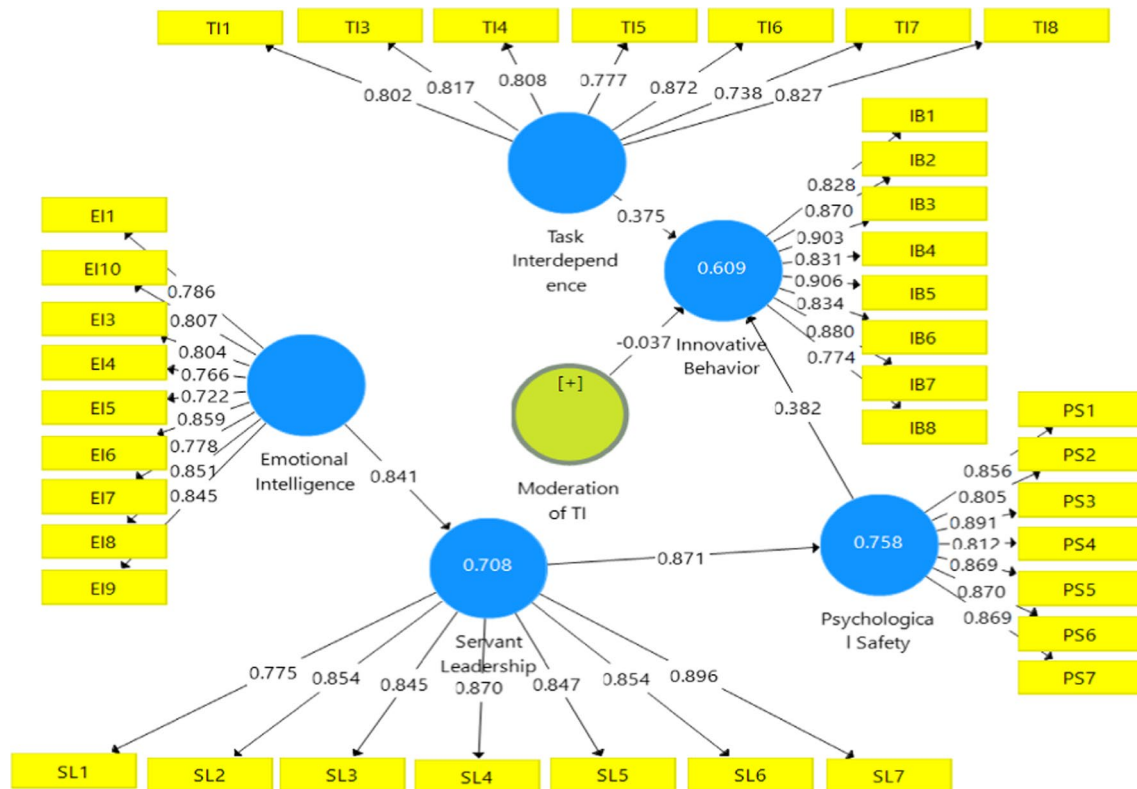 TI1 TI3 TI4 TI5 TI6 TI7 TI8
0.802 0.817 0.808 0.777 0.872 0.738 0.827
Task
Interdepend
ence
0.375
IB1
IB2
IB3
IB4
IB5
IB6
IB7
IB8
0.828
0.870
0.903
0.831
0.906
0.834
0.880
0.774
0.609
Innovative
Behavior
-0.037
[+]
Moderation
of TI
EI1
EI10
EI3
EI4
EI5
EI6
EI7
EI8
EI9
0.786
0.807
0.804
0.766
0.722
0.859
0.778
0.851
0.845
Emotional
Intelligence
0.841
0.382
PS1
PS2
PS3
PS4
PS5
PS6
PS7
0.856
0.805
0.891
0.812
0.869
0.870
0.869
0.758
Psychologica
l Safety
0.871
0.708
Servant
Leadership
0.775 0.854 0.845 0.870 0.847 0.854 0.896
SL1 SL2 SL3 SL4 SL5 SL6 SL7